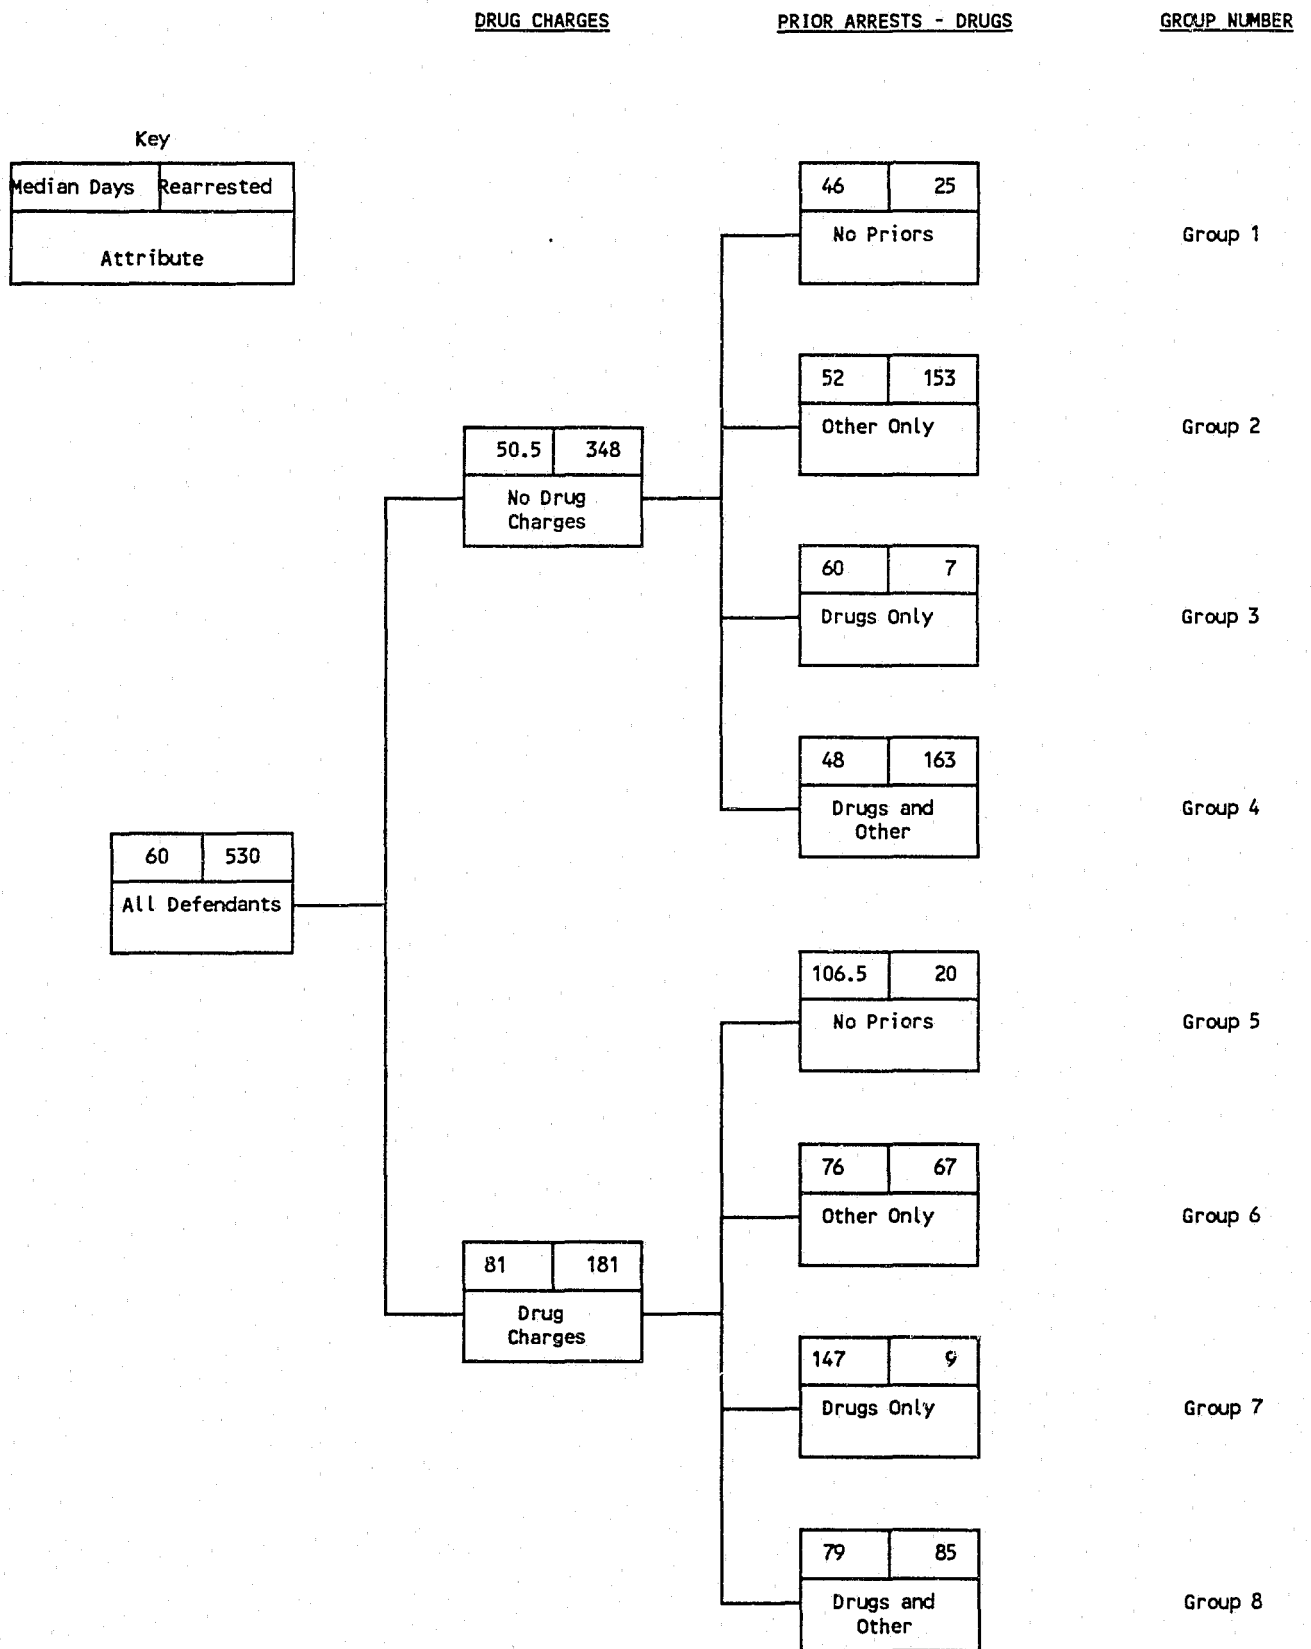 DRUG CHARGES PRIOR ARRESTS - DRUGS GROUP NUMBER
Key
Median Days Rearrested
Attribute
46 25
No Priors
Group 1
52 153
Other Only
Group 2
50.5 348
No Drug
Charges
60 7
Drugs Only
Group 3
48 163
Drugs and
Other
Group 4
60 530
All Defendants
106.5 20
No Priors
Group 5
76 67
Other Only
Group 6
81 181
Drug
Charges
147 9
Drugs Only
Group 7
79 85
Drugs and
Other
Group 8